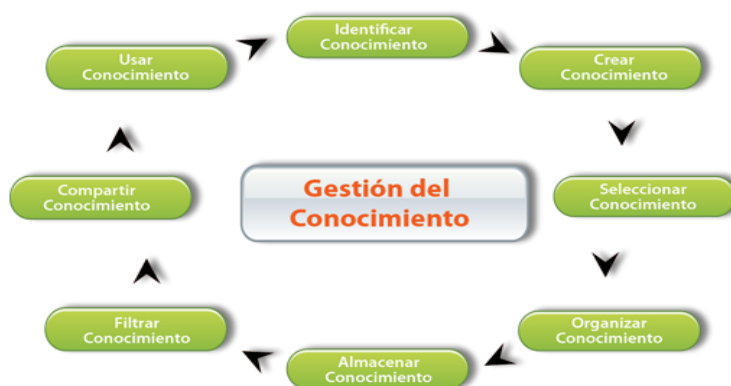 Identificar
Conocimiento
Crear
Conocimiento
Seleccionar
Conocimiento
Organizar
Conocimiento
Almacenar
Conocimiento
Filtrar
Conocimiento
Compartir
Conocimiento
Usar
Conocimiento
Gestión del
Conocimiento